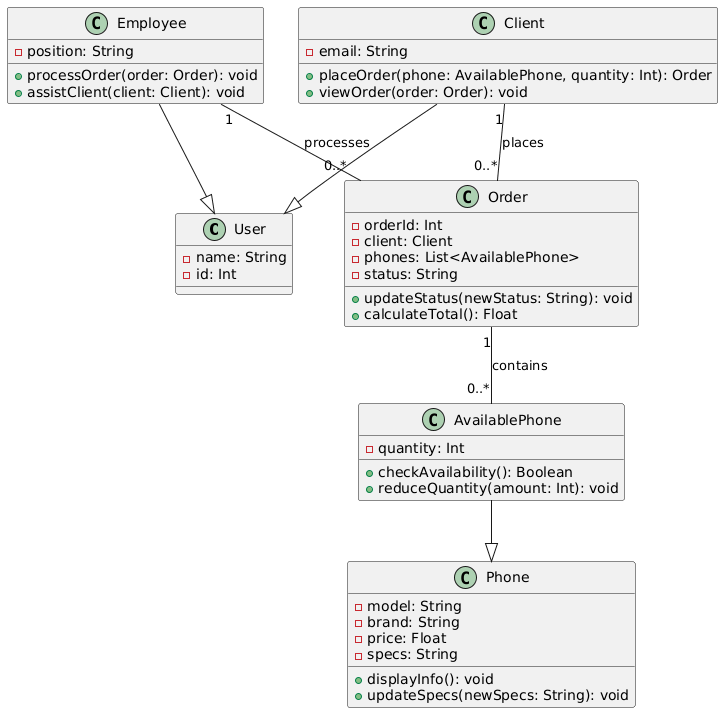 C Employee
position: String
processOrder(order: Order): void
assistClient(client: Client): void
C Client
email: String
placeOrder(phone: AvailablePhone, quantity: Int): Order
viewOrder(order: Order): void
1
processes
0..*
1
places
0..*
C User
name: String
id: Int
C Order
orderId: Int
client: Client
phones: List<AvailablePhone>
status: String
updateStatus(newStatus: String): void
calculateTotal(): Float
1
contains
0..*
C AvailablePhone
quantity: Int
checkAvailability(): Boolean
reduceQuantity(amount: Int): void
C Phone
model: String
brand: String
price: Float
specs: String
displayInfo(): void
updateSpecs(newSpecs: String): void